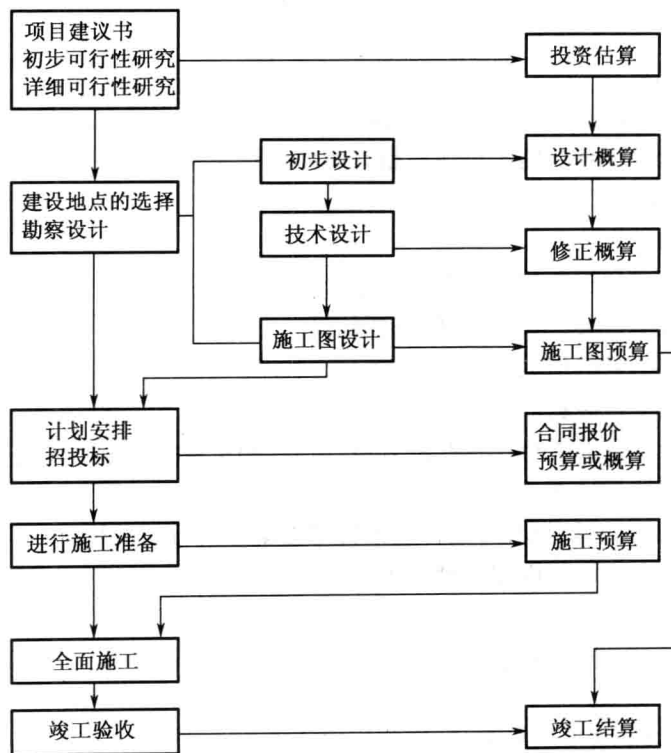 项目建议书
初步可行性研究
详细可行性研究
投资估算
初步设计
设计概算
建设地点的选择
勘察设计
技术设计
修正概算
施工图设计
施工图预算
计划安排
招投标
合同报价
预算或概算
进行施工准备
施工预算
全面施工
竣工验收
竣工结算